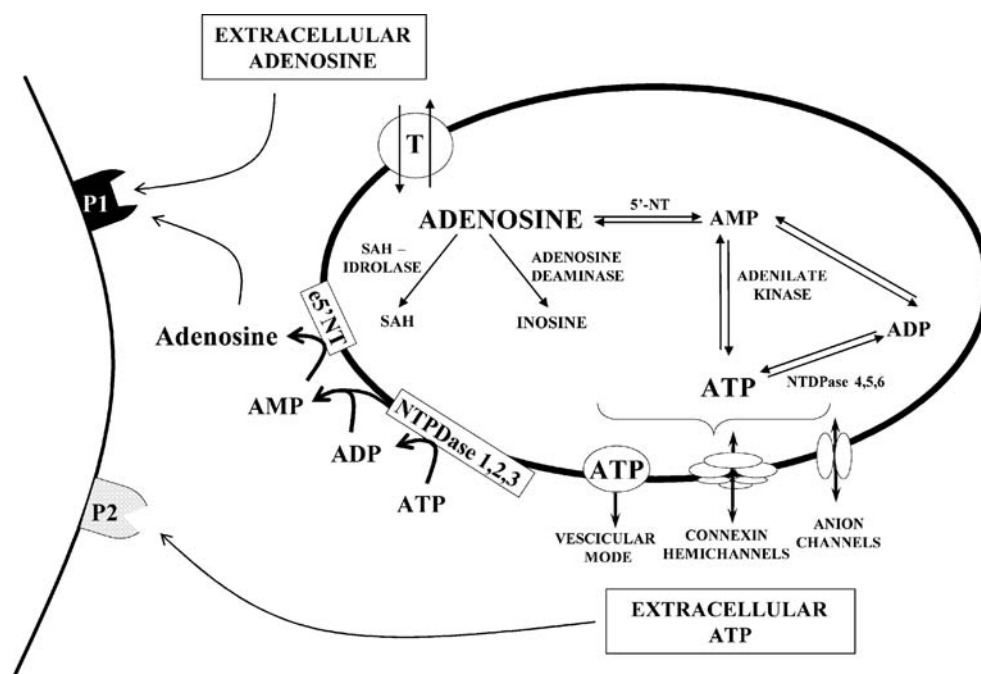 EXTRACELLULAR
ADENOSINE
T
P1
ADENOSINE
5'-NT
AMP
SAH –
IDROLASE
ADENOSINE
DEAMINASE
ADENILATE
KINASE
e5'NT
SAH
INOSINE
ADP
Adenosine
ATP
NTDPase 4,5,6
AMP
NTPDase 1,2,3
ADP
ATP
ATP
P2
VESCICULAR
MODE
CONNEXIN
HEMICHANNELS
ANION
CHANNELS
EXTRACELLULAR
ATP